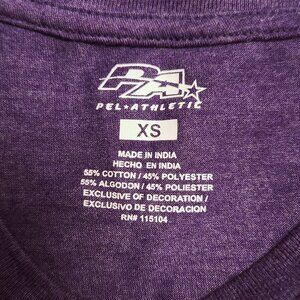 PA
PEL★ATHLETIC
XS
MADE IN INDIA
HECHO EN INDIA
55% COTTON / 45% POLYESTER
55% ALGODON / 45% POLIESTER
EXCLUSIVE OF DECORATION /
EXCLUSIVO DE DECORACION
RN# 115104